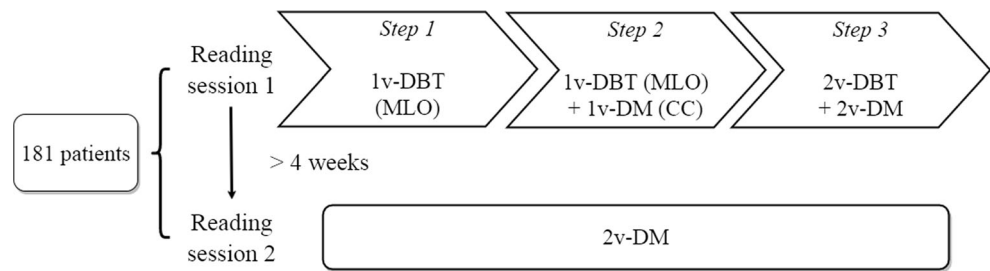 Step 1
Step 2
Step 3
Reading
session 1
1v-DBT
(MLO)
1v-DBT (MLO)
+ 1v-DM (CC)
2v-DBT
+ 2v-DM
181 patients
> 4 weeks
Reading
session 2
2v-DM